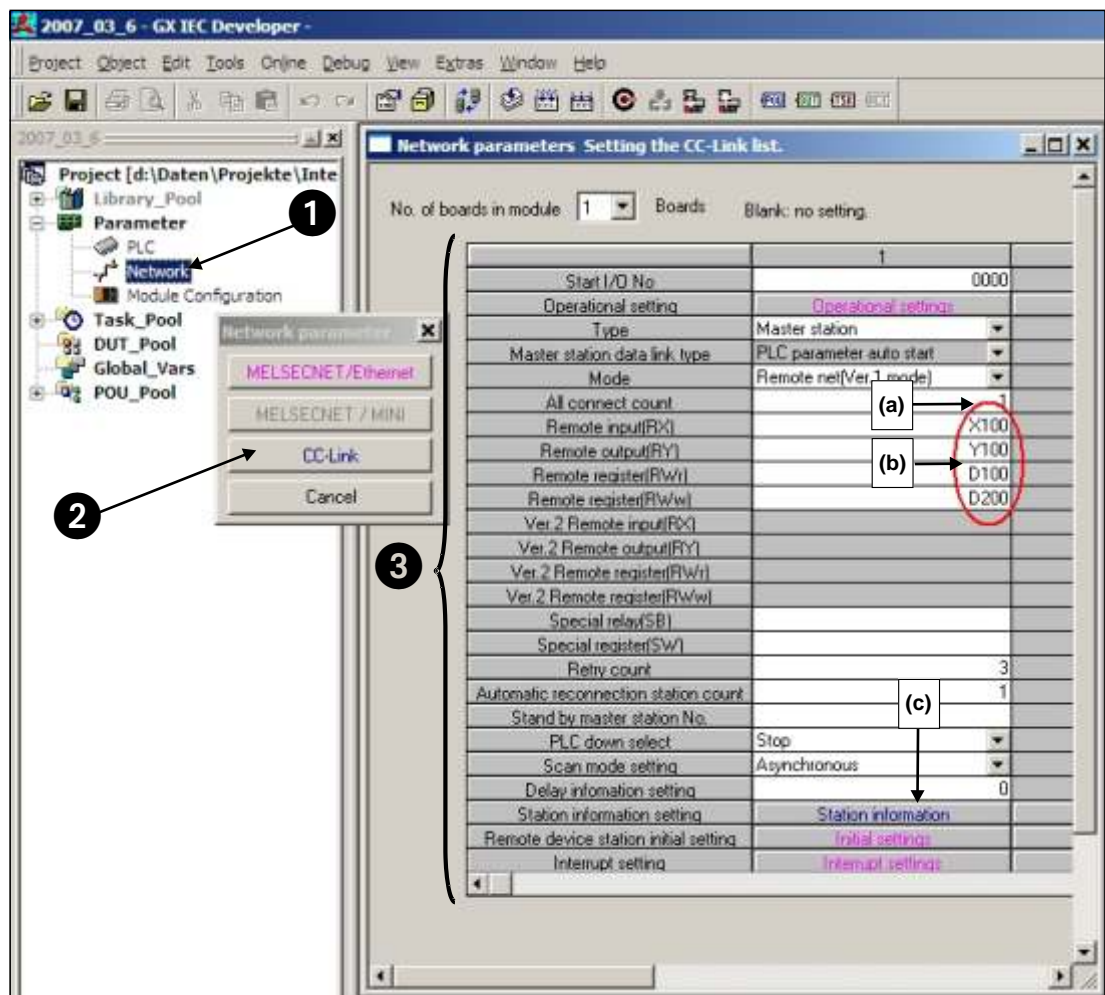 2007_03_6 - GX IEC Developer -
Project Object Edit Tools Online Debug View Extras Window Help
2007_03_6
Project [d:\Daten\Projekte\Inte
Library_Pool
Parameter
PLC
Network
Module Configuration
Task_Pool
DUT_Pool
Global_Vars
POU_Pool
1
Network parameter
MELSECNET/Ethernet
MELSECNET / MINI
CC-Link
Cancel
2
3
Network parameters Setting the CC-Link list.
No. of boards in module 1 Boards Blank: no setting.
1
Start I/O No 0000
Operational setting Operational settings
Type Master station
Master station data link type PLC parameter auto start
Mode Remote net(Ver.1 mode)
All connect count (a) 1
Remote input(RX) X100
Remote output(RY) Y100
(b)
Remote register(RWr) D100
Remote register(RWw) D200
Ver.2 Remote input(RX)
Ver.2 Remote output(RY)
Ver.2 Remote register(RWr)
Ver.2 Remote register(RWw)
Special relay(SB)
Special register(SW)
Retry count 3
Automatic reconnection station count 1
(c)
Stand by master station No.
PLC down select Stop
Scan mode setting Asynchronous
Delay infomation setting 0
Station information setting Station information
Remote device station initial setting Initial settings
Interrupt setting Interrupt settings